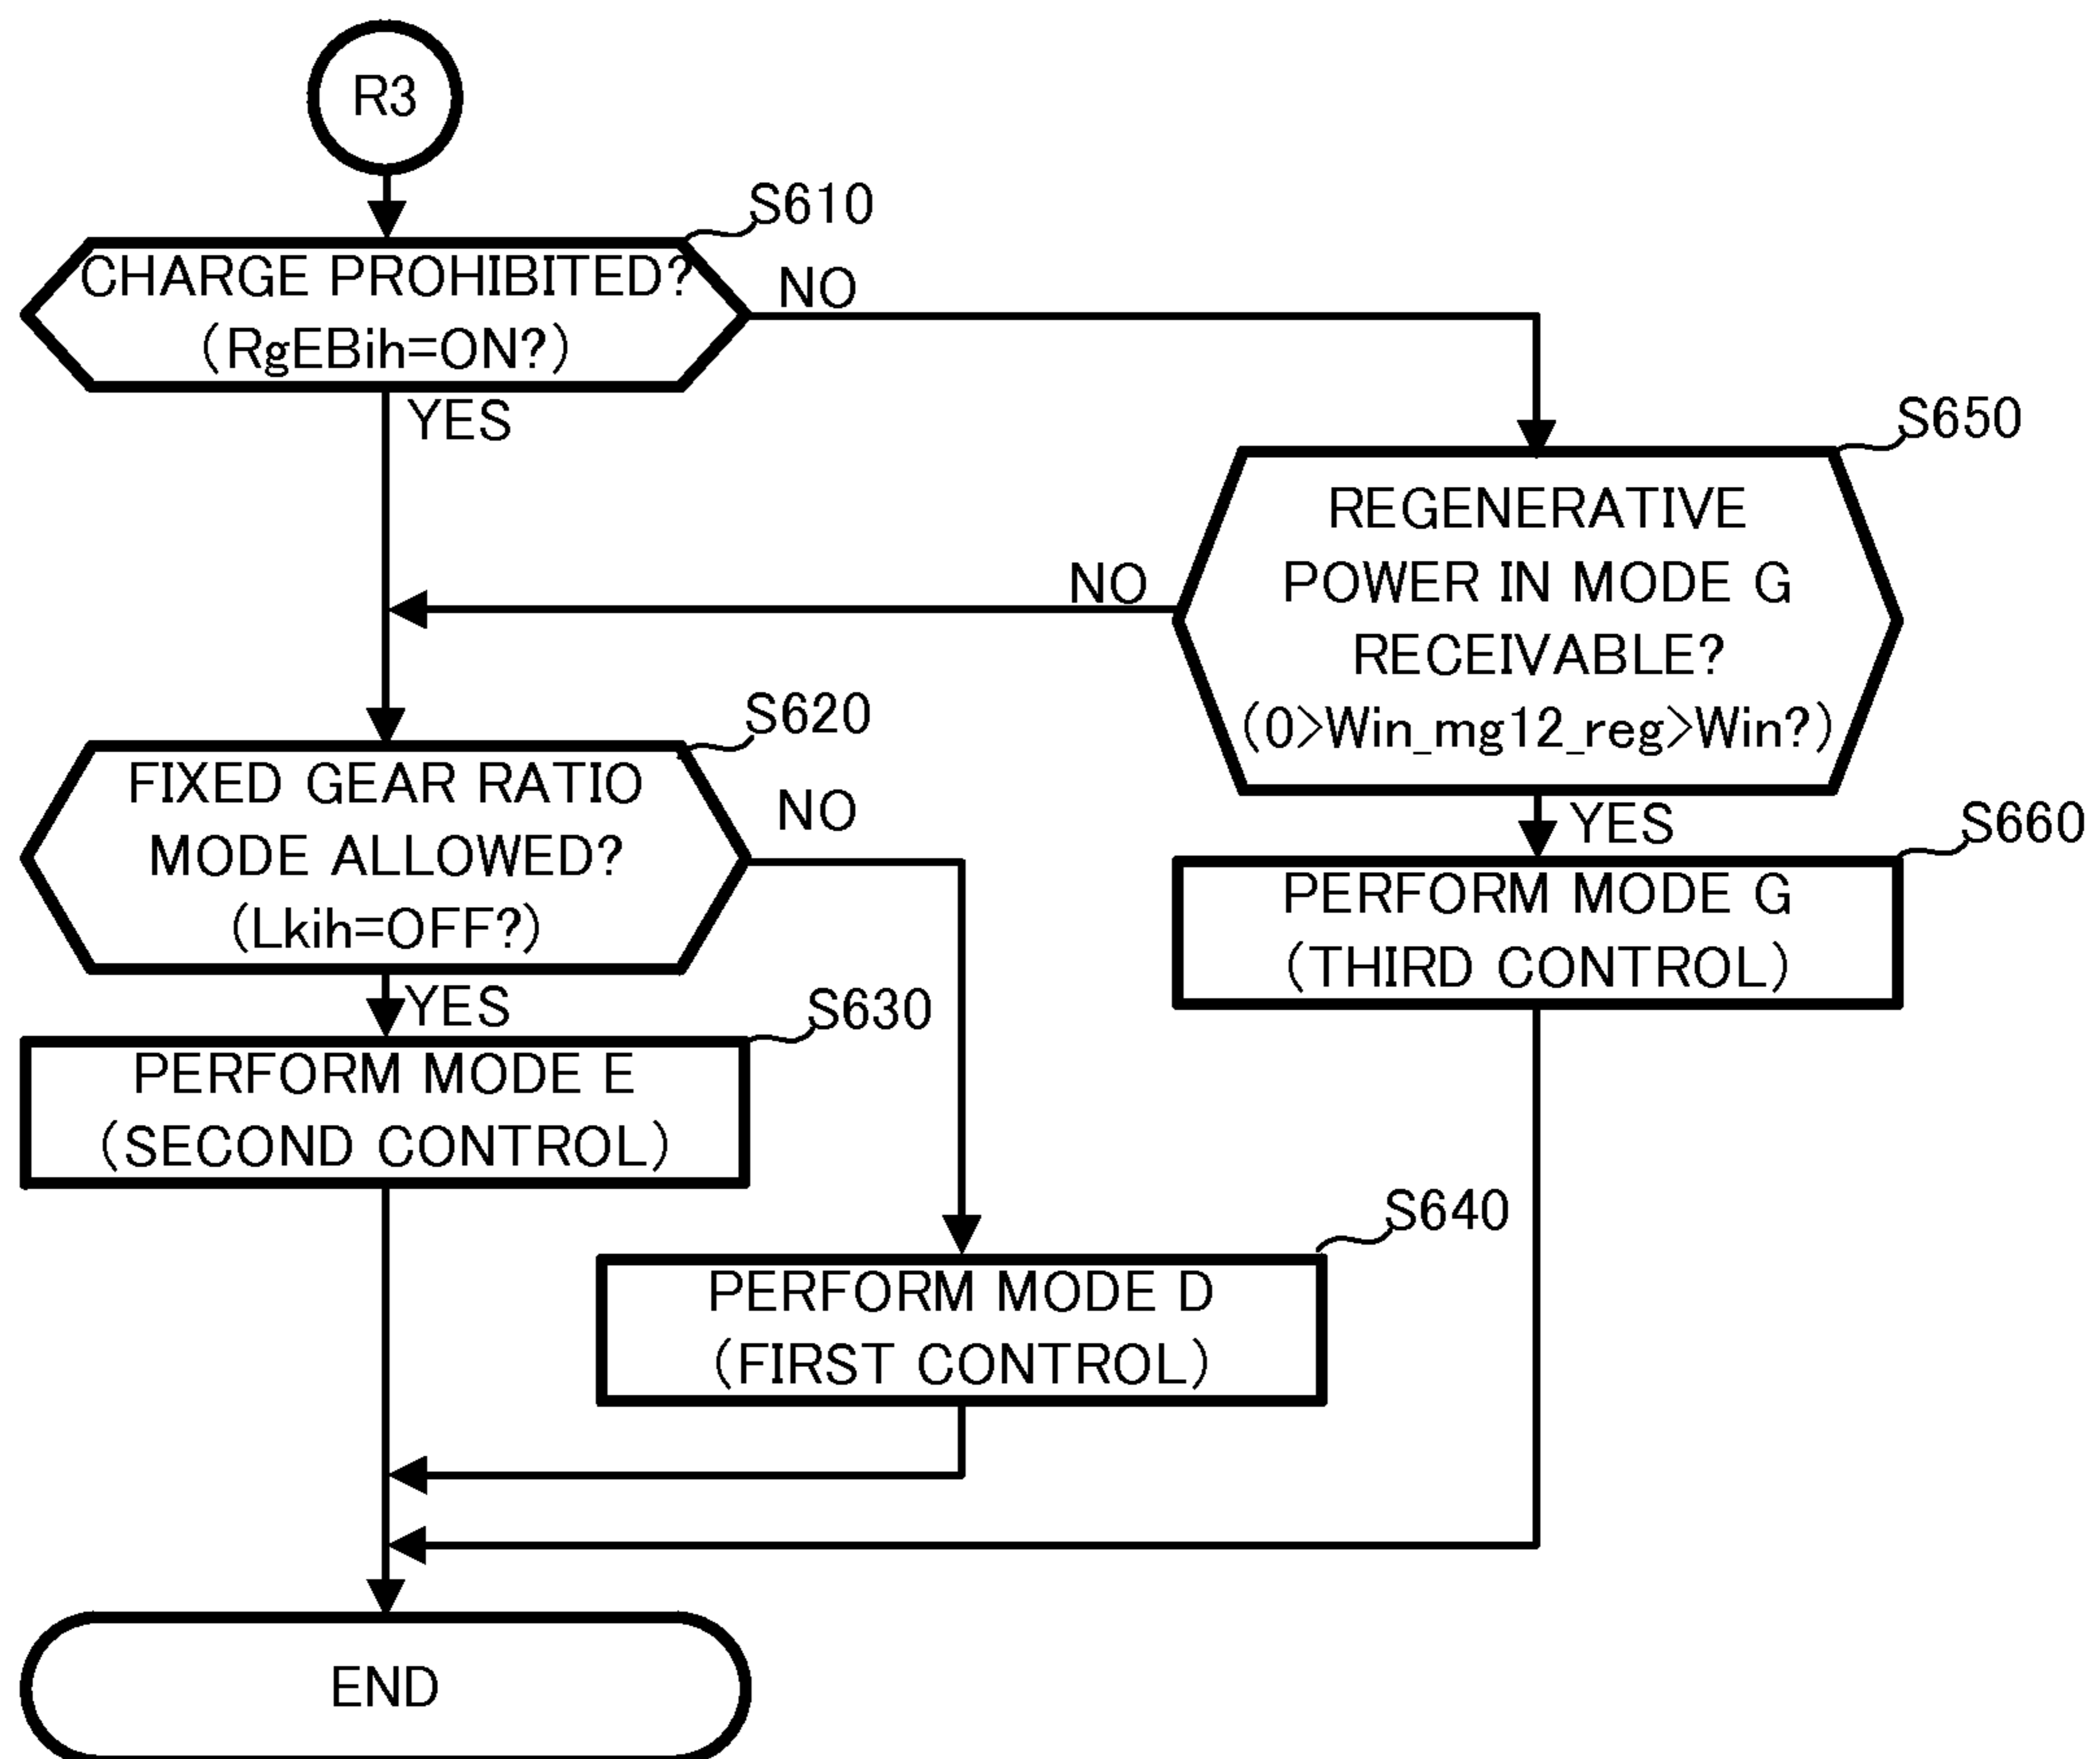 R3
S610
CHARGE PROHIBITED?
(RgEBih=ON?)
NO
YES
S650
REGENERATIVE
POWER IN MODE G
RECEIVABLE?
(0>Win_mg12_reg>Win?)
NO
YES
S620
FIXED GEAR RATIO
MODE ALLOWED?
(Lkih=OFF?)
NO
YES
S660
PERFORM MODE G
(THIRD CONTROL)
S630
PERFORM MODE E
(SECOND CONTROL)
S640
PERFORM MODE D
(FIRST CONTROL)
END